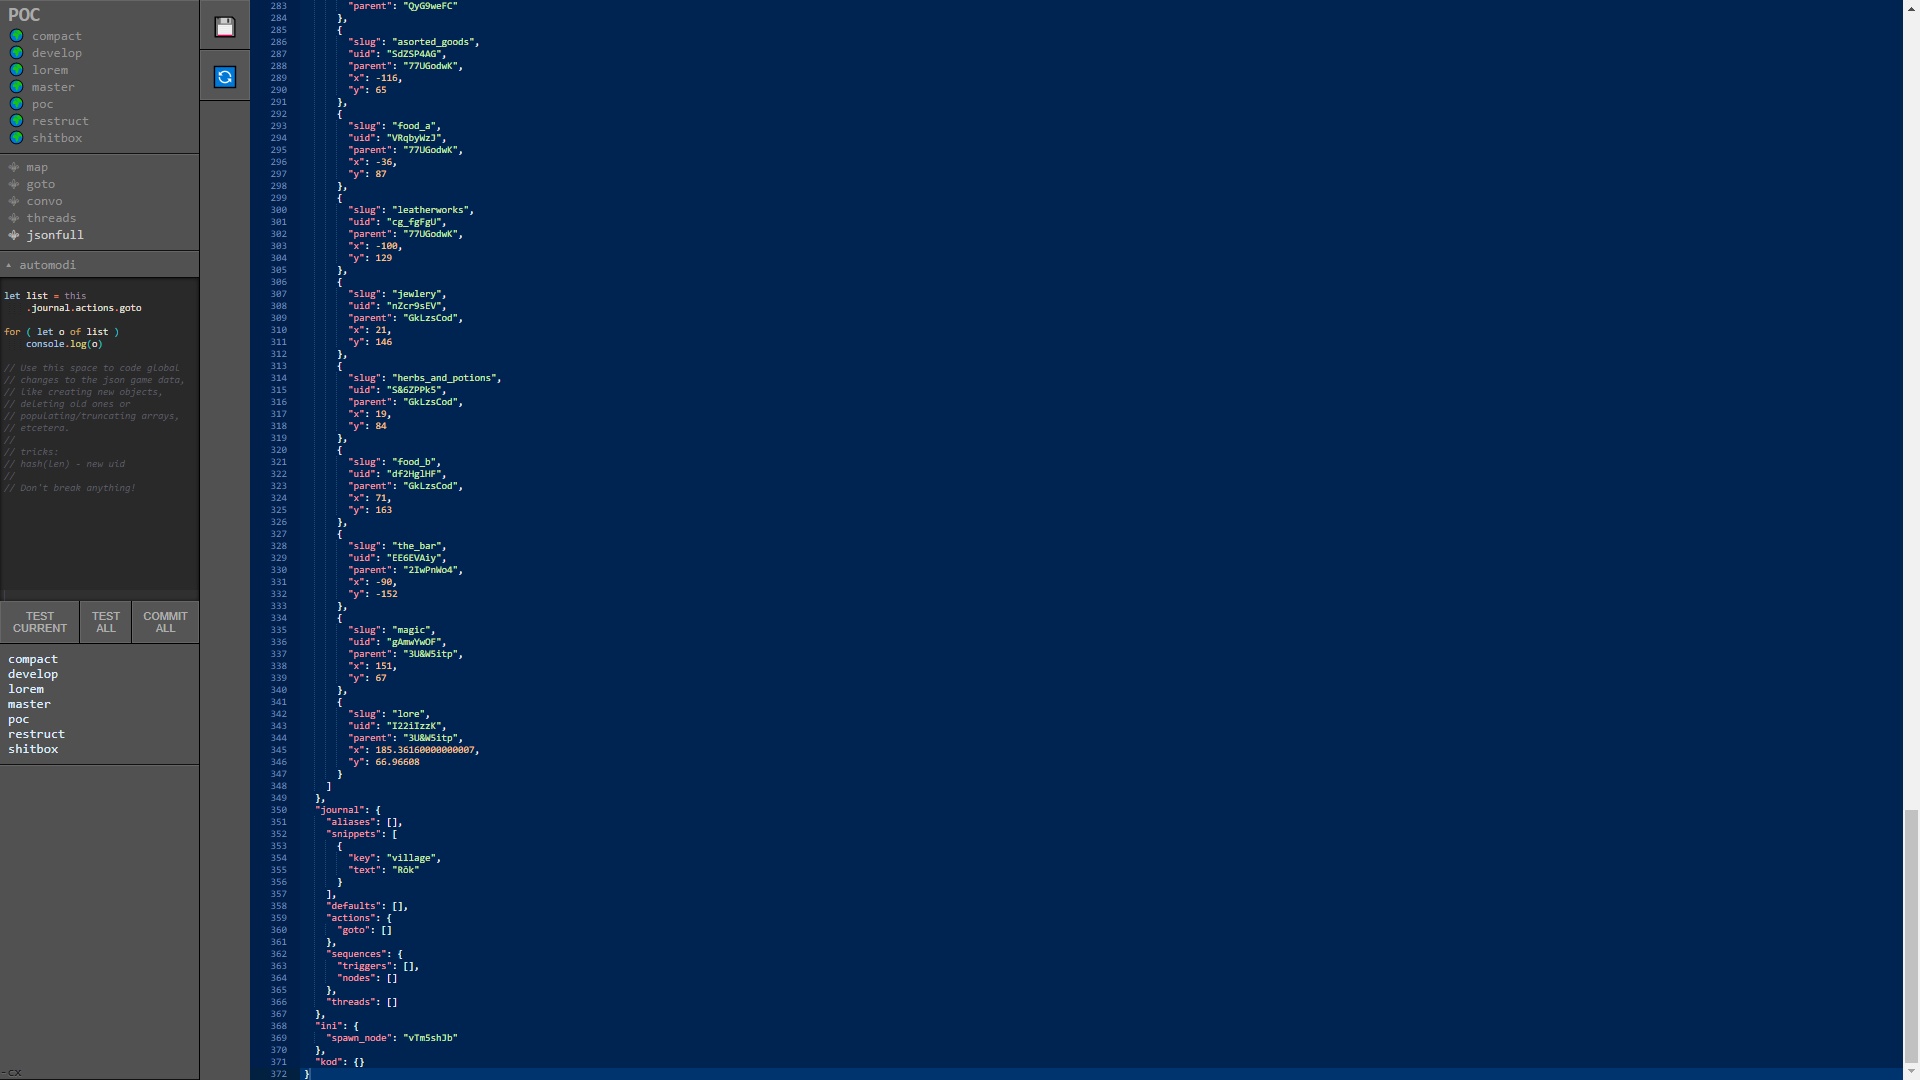 POC
compact
develop
lorem
master
poc
restruct
shitbox
map
goto
convo
threads
jsonfull
automodi
let list = this
.journal.actions.goto
for ( let o of list )
console.log(o)
// Use this space to code global
// changes to the json game data,
// like creating new objects,
// deleting old ones or
// populating/truncating arrays,
// etcetera.
//
// tricks:
// hash(len) - new uid
//
// Don't break anything!
TEST CURRENT
TEST ALL
COMMIT ALL
compact
develop
lorem
master
poc
restruct
shitbox
-cx
283 "parent": "QyG9weFC"
284 },
285 {
286 "slug": "asorted_goods",
287 "uid": "SdZSP4AG",
288 "parent": "77UGodwK",
289 "x": -116,
290 "y": 65
291 },
292 {
293 "slug": "food_a",
294 "uid": "VRqbyWzJ",
295 "parent": "77UGodwK",
296 "x": -36,
297 "y": 87
298 },
299 {
300 "slug": "leatherworks",
301 "uid": "cg_fgFgU",
302 "parent": "77UGodwK",
303 "x": -100,
304 "y": 129
305 },
306 {
307 "slug": "jewlery",
308 "uid": "nZcr9sEV",
309 "parent": "GkLzsCod",
310 "x": 21,
311 "y": 146
312 },
313 {
314 "slug": "herbs_and_potions",
315 "uid": "S&6ZPPk5",
316 "parent": "GkLzsCod",
317 "x": 19,
318 "y": 84
319 },
320 {
321 "slug": "food_b",
322 "uid": "df2HglHF",
323 "parent": "GkLzsCod",
324 "x": 71,
325 "y": 163
326 },
327 {
328 "slug": "the_bar",
329 "uid": "EE6EVAiy",
330 "parent": "2IwPnWo4",
331 "x": -90,
332 "y": -152
333 },
334 {
335 "slug": "magic",
336 "uid": "gAmwYwOF",
337 "parent": "3U&W5itp",
338 "x": 151,
339 "y": 67
340 },
341 {
342 "slug": "lore",
343 "uid": "I22iIzzK",
344 "parent": "3U&W5itp",
345 "x": 185.36160000000007,
346 "y": 66.96608
347 }
348 ]
349 },
350 "journal": {
351 "aliases": [],
352 "snippets": [
353 {
354 "key": "village",
355 "text": "Rök"
356 }
357 ],
358 "defaults": [],
359 "actions": {
360 "goto": []
361 },
362 "sequences": {
363 "triggers": [],
364 "nodes": []
365 },
366 "threads": []
367 },
368 "ini": {
369 "spawn_node": "vTm5shJb"
370 },
371 "kod": {}
372 }